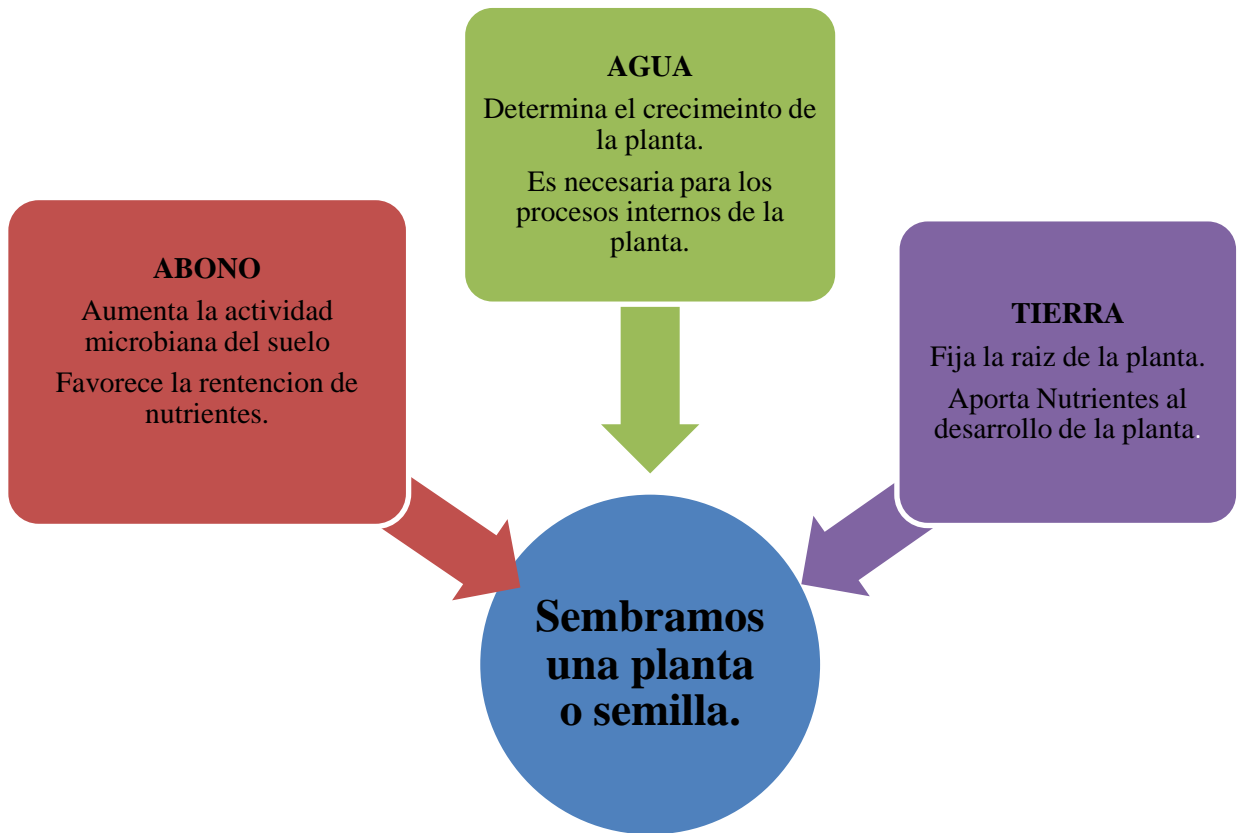 AGUA
Determina el crecimeinto de
la planta.
Es necesaria para los
procesos internos de la
planta.
ABONO
Aumenta la actividad
microbiana del suelo
Favorece la rentencion de
nutrientes.
TIERRA
Fija la raiz de la planta.
Aporta Nutrientes al
desarrollo de la planta.
Sembramos
una planta
o semilla.